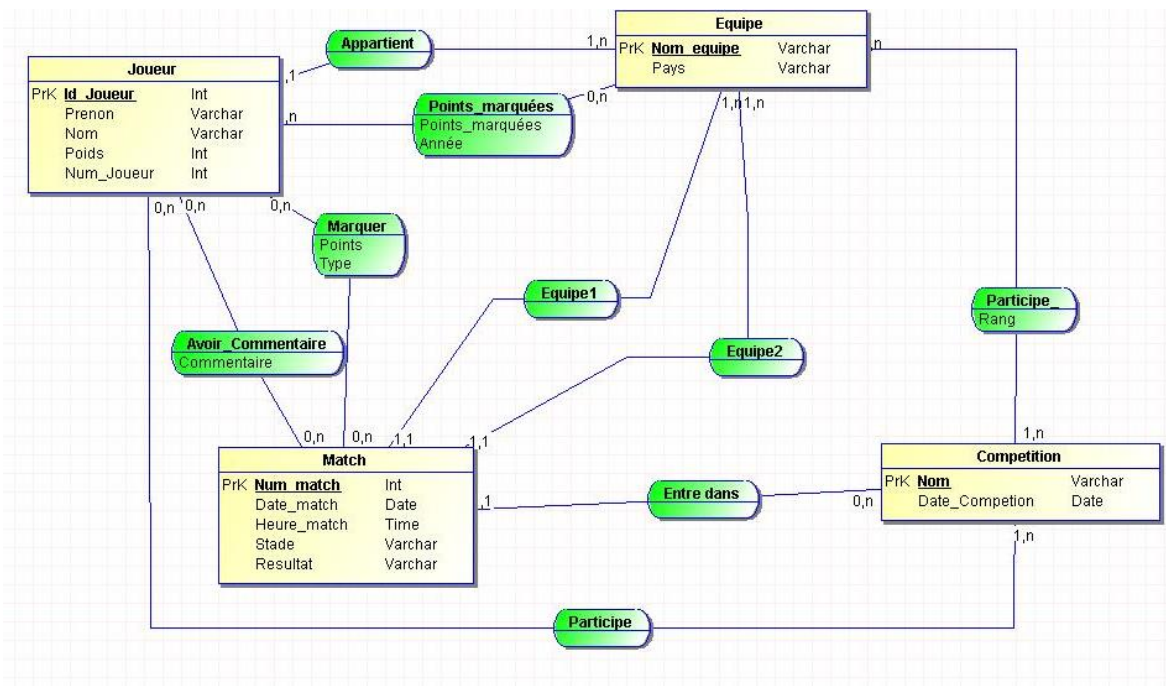 Equipe
PrK Nom_equipe Varchar
Pays Varchar
Appartient
1,n
,n
,1
Joueur
PrK Id_Joueur Int
Prenon Varchar
Nom Varchar
Poids Int
Num_Joueur Int
Points_marquées
Points_marquées
Année
0,n
,n
1,n
1,n
0,n
0,n
0,n
Marquer
Points
Type
Equipe1
Participe_
Rang
Avoir_Commentaire
Commentaire
Equipe2
0,n
0,n
1,1
1,1
1,n
Match
PrK Num_match Int
Date_match Date
Heure_match Time
Stade Varchar
Resultat Varchar
,1
Entre dans
0,n
Competition
PrK Nom Varchar
Date_Competion Date
1,n
Participe